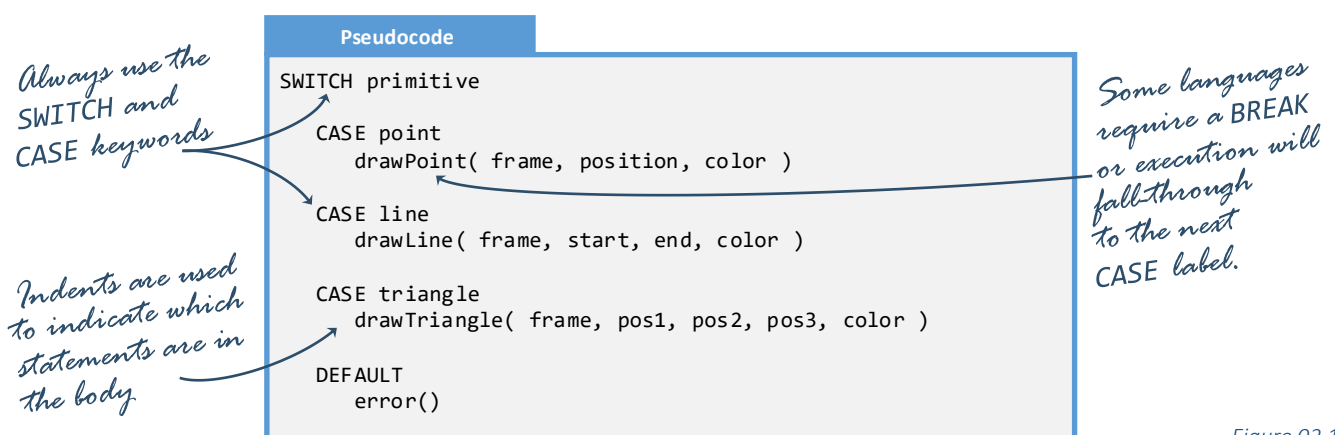 Pseudocode
Always use the
SWITCH and
CASE keywords
SWITCH primitive
CASE point
drawPoint( frame, position, color )
CASE line
drawLine( frame, start, end, color )
CASE triangle
drawTriangle( frame, pos1, pos2, pos3, color )
DEFAULT
error()
Indents are used
to indicate which
statements are in
the body
Some languages
require a BREAK
or execution will
fall-through
to the next
CASE label.